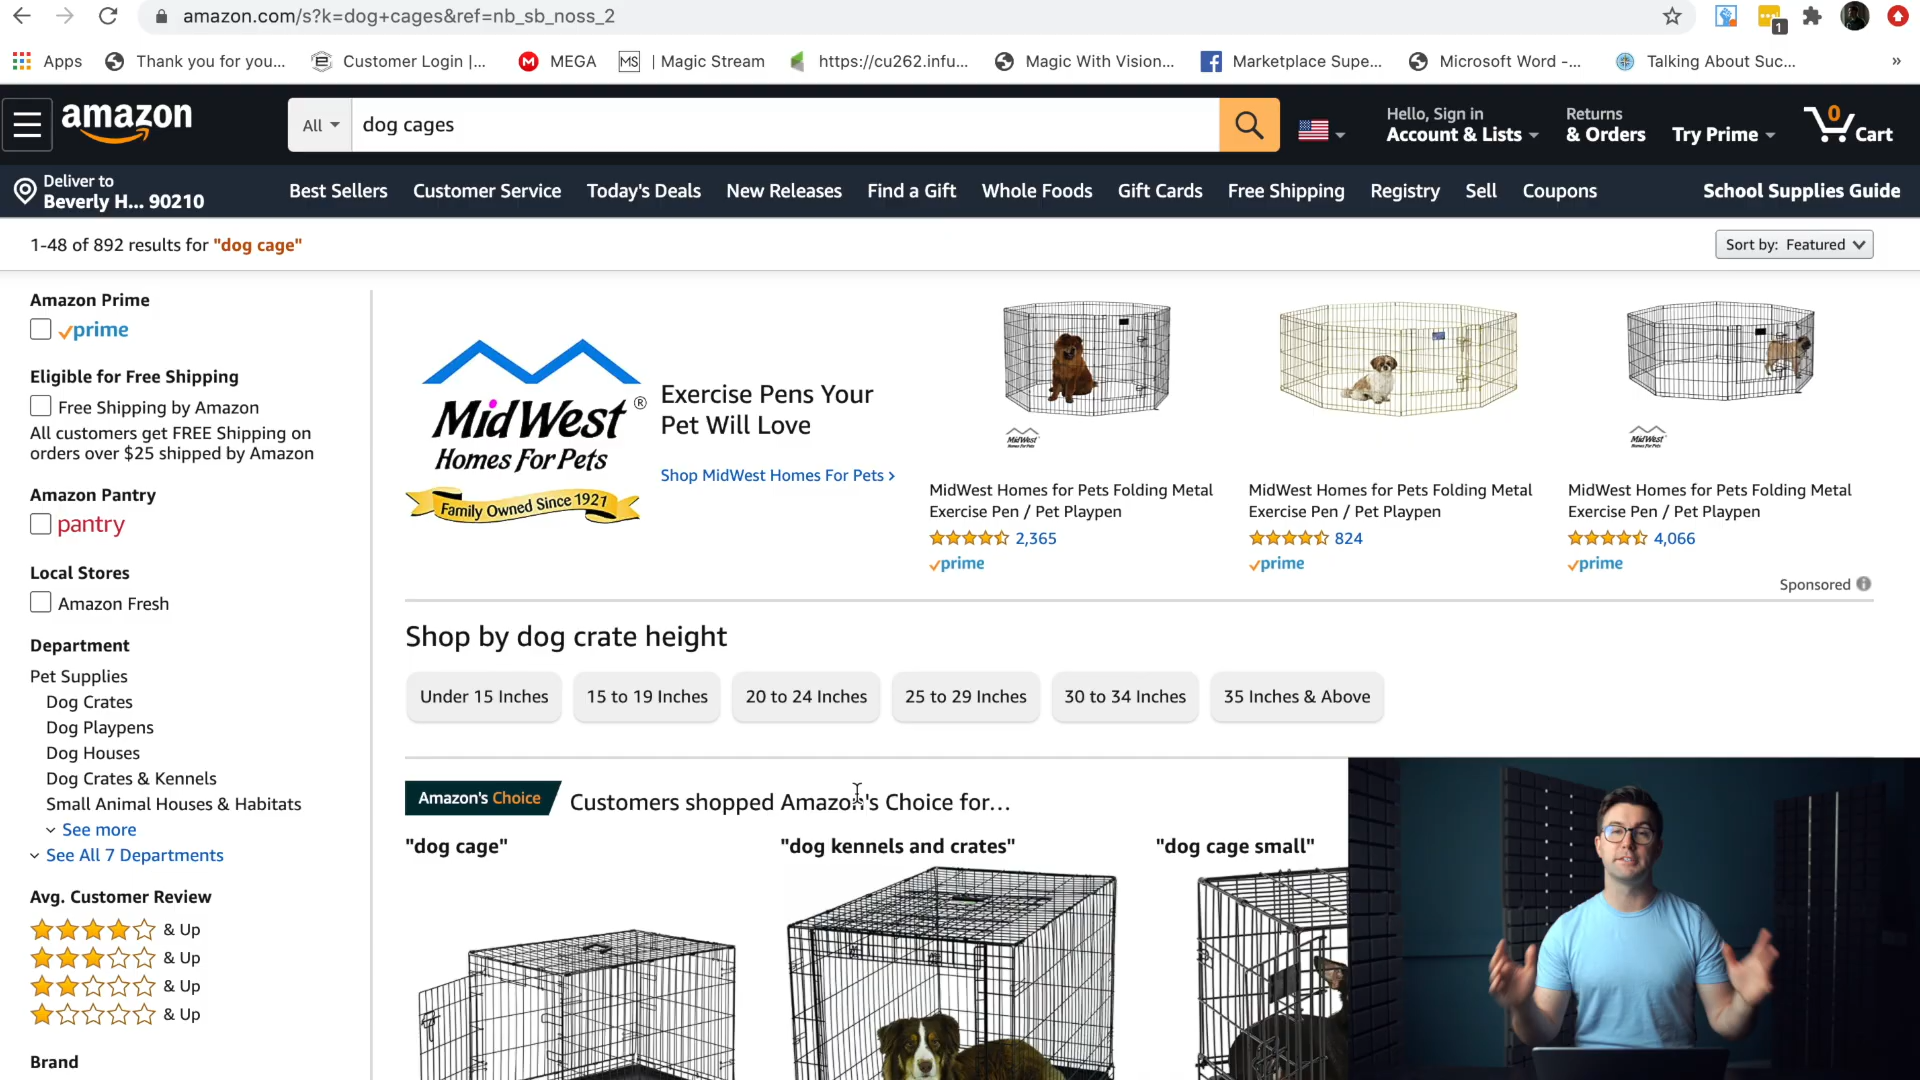 amazon.com/s?k=dog+cages&ref=nb_sb_noss_2
1
Apps
Thank you for you...
Customer Login |...
MEGA
MS
| Magic Stream
https://cu262.infu...
Magic With Vision...
Marketplace Supe...
Microsoft Word -...
Talking About Suc...
»
amazon
All
dog cages
Hello, Sign in
Account & Lists
Returns
& Orders
Try Prime
0
Cart
Deliver to
Beverly H... 90210
Best Sellers
Customer Service
Today's Deals
New Releases
Find a Gift
Whole Foods
Gift Cards
Free Shipping
Registry
Sell
Coupons
School Supplies Guide
1-48 of 892 results for "dog cage"
Sort by: Featured
Amazon Prime
prime
Eligible for Free Shipping
Free Shipping by Amazon
All customers get FREE Shipping on
orders over $25 shipped by Amazon
Amazon Pantry
pantry
Local Stores
Amazon Fresh
Department
Pet Supplies
Dog Crates
Dog Playpens
Dog Houses
Dog Crates & Kennels
Small Animal Houses & Habitats
See more
See All 7 Departments
Avg. Customer Review
& Up
& Up
& Up
& Up
Brand
MidWest®
Homes For Pets
Family Owned Since 1921
Exercise Pens Your
Pet Will Love
Shop MidWest Homes For Pets ›
MidWest
Homes For Pets
MidWest Homes for Pets Folding Metal
Exercise Pen / Pet Playpen
2,365
prime
MidWest Homes for Pets Folding Metal
Exercise Pen / Pet Playpen
824
prime
MidWest
Homes For Pets
MidWest Homes for Pets Folding Metal
Exercise Pen / Pet Playpen
4,066
prime
Sponsored
Shop by dog crate height
Under 15 Inches
15 to 19 Inches
20 to 24 Inches
25 to 29 Inches
30 to 34 Inches
35 Inches & Above
Amazon's Choice
Customers shopped Amazon's Choice for…
"dog cage"
"dog kennels and crates"
"dog cage small"